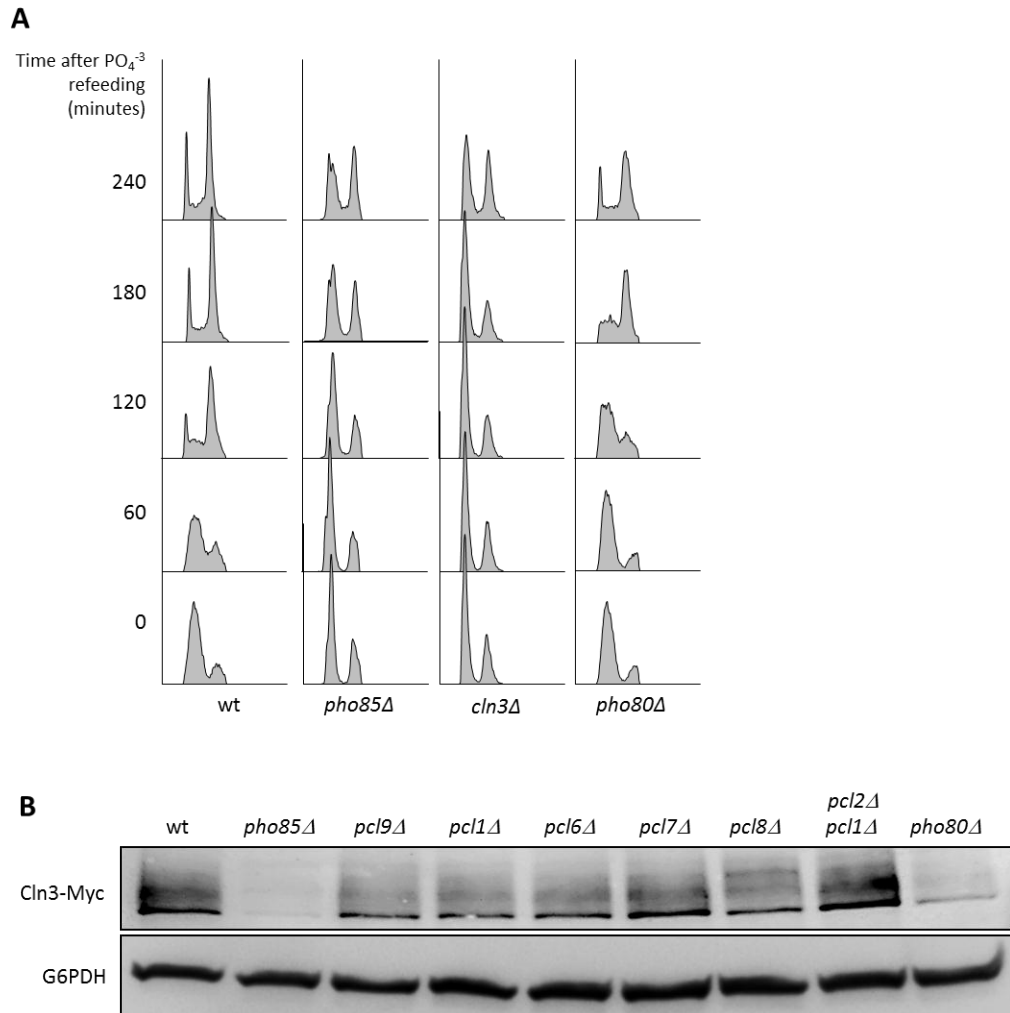 A
Time after PO₄⁻³
refeeding
(minutes)
240
180
120
60
0
wt pho85Δ cln3Δ pho80Δ
B
pcl2Δ
wt pho85Δ pcl9Δ pcl1Δ pcl6Δ pcl7Δ pcl8Δ pcl1Δ pho80Δ
Cln3-Myc
G6PDH